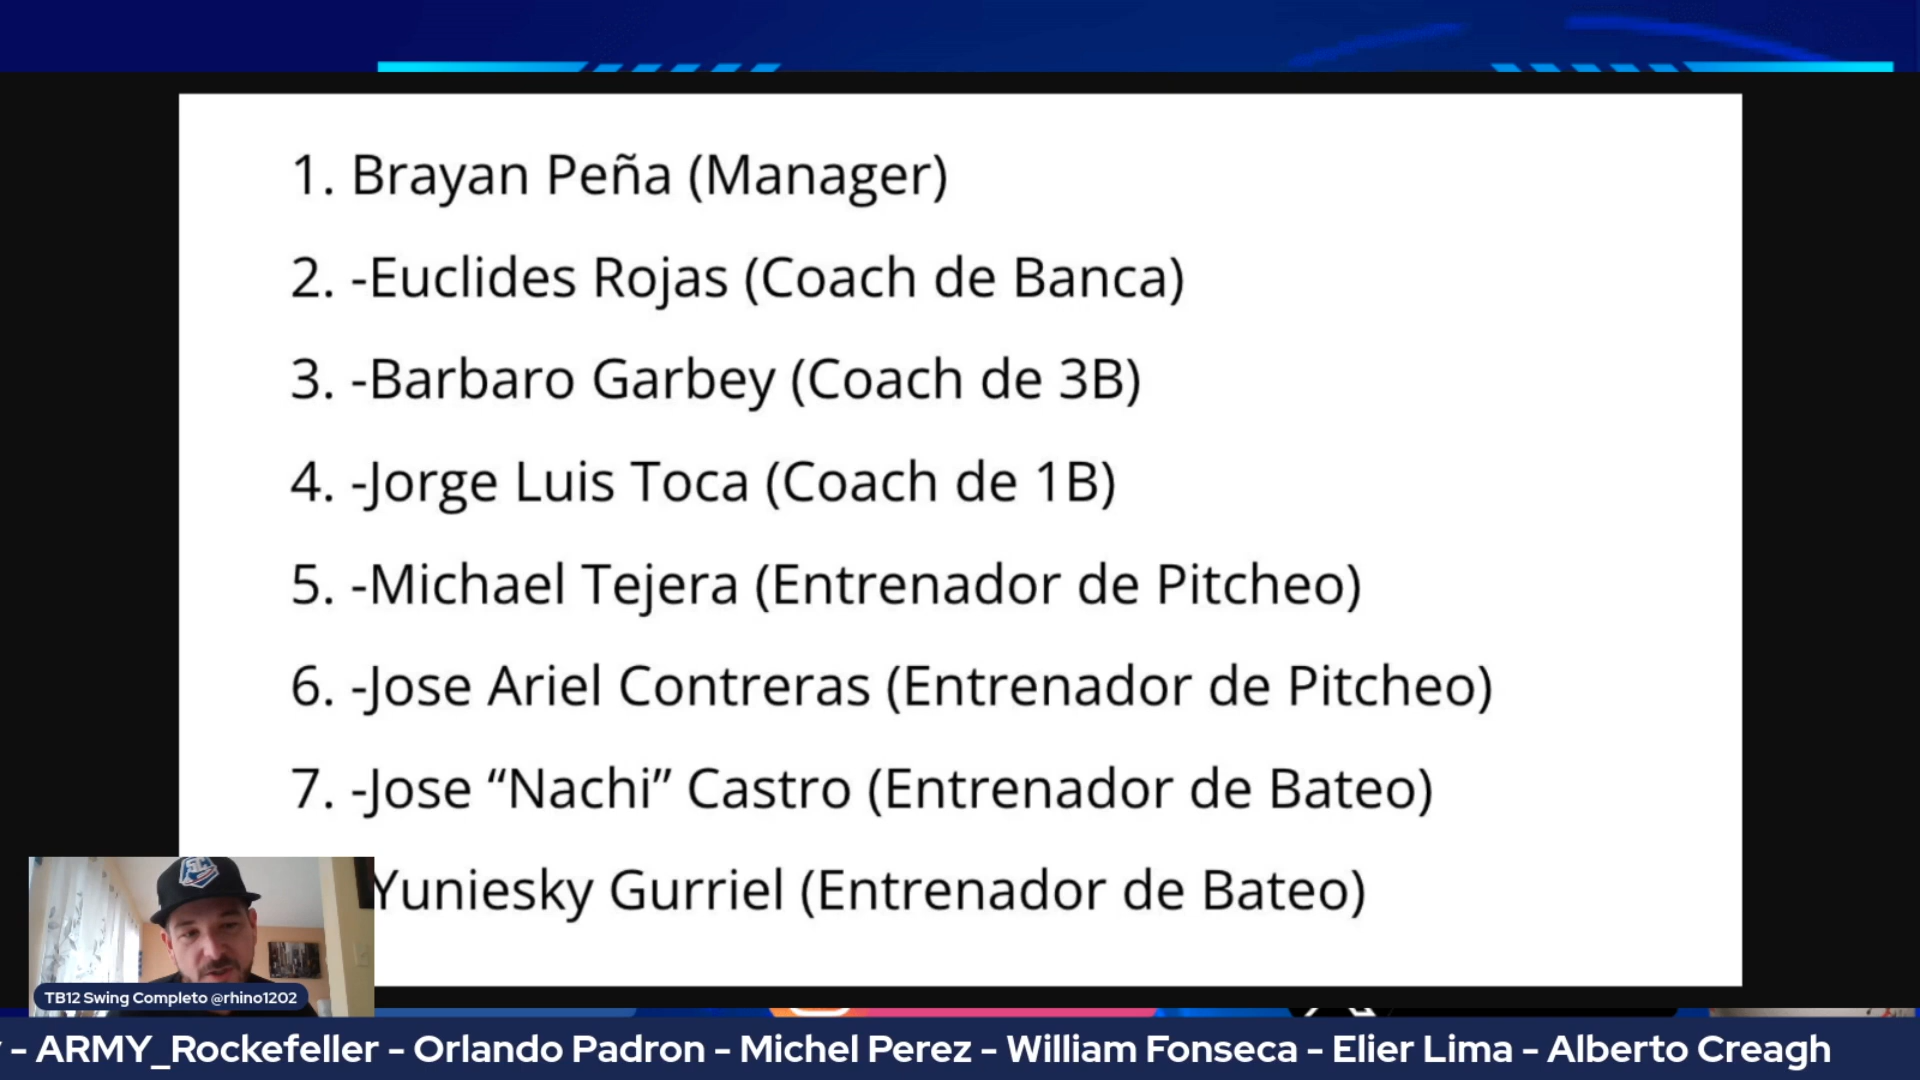 1. Brayan Peña (Manager)
2. -Euclides Rojas (Coach de Banca)
3. -Barbaro Garbey (Coach de 3B)
4. -Jorge Luis Toca (Coach de 1B)
5. -Michael Tejera (Entrenador de Pitcheo)
6. -Jose Ariel Contreras (Entrenador de Pitcheo)
7. -Jose “Nachi” Castro (Entrenador de Bateo)
Yuniesky Gurriel (Entrenador de Bateo)
SC
TB12 Swing Completo @rhino1202
- ARMY_Rockefeller - Orlando Padron - Michel Perez - William Fonseca - Elier Lima - Alberto Creagh